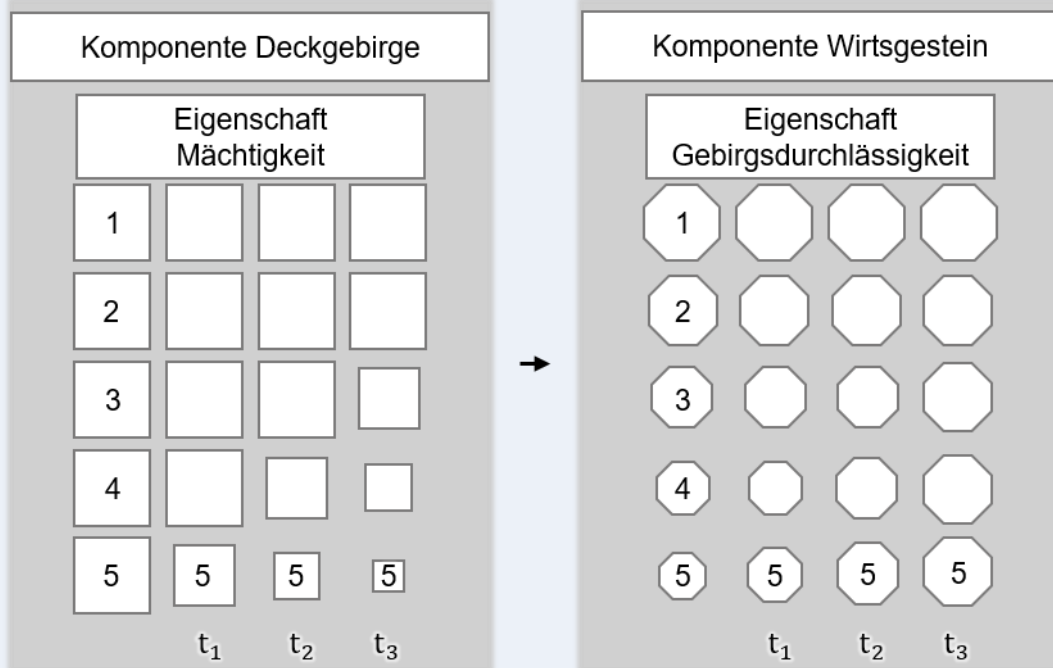 Komponente Deckgebirge
Eigenschaft
Mächtigkeit
1
2
3
4
5 5 5 5
t₁ t₂ t₃
Komponente Wirtsgestein
Eigenschaft
Gebirgsdurchlässigkeit
1
2
3
4
5 5 5 5
t₁ t₂ t₃